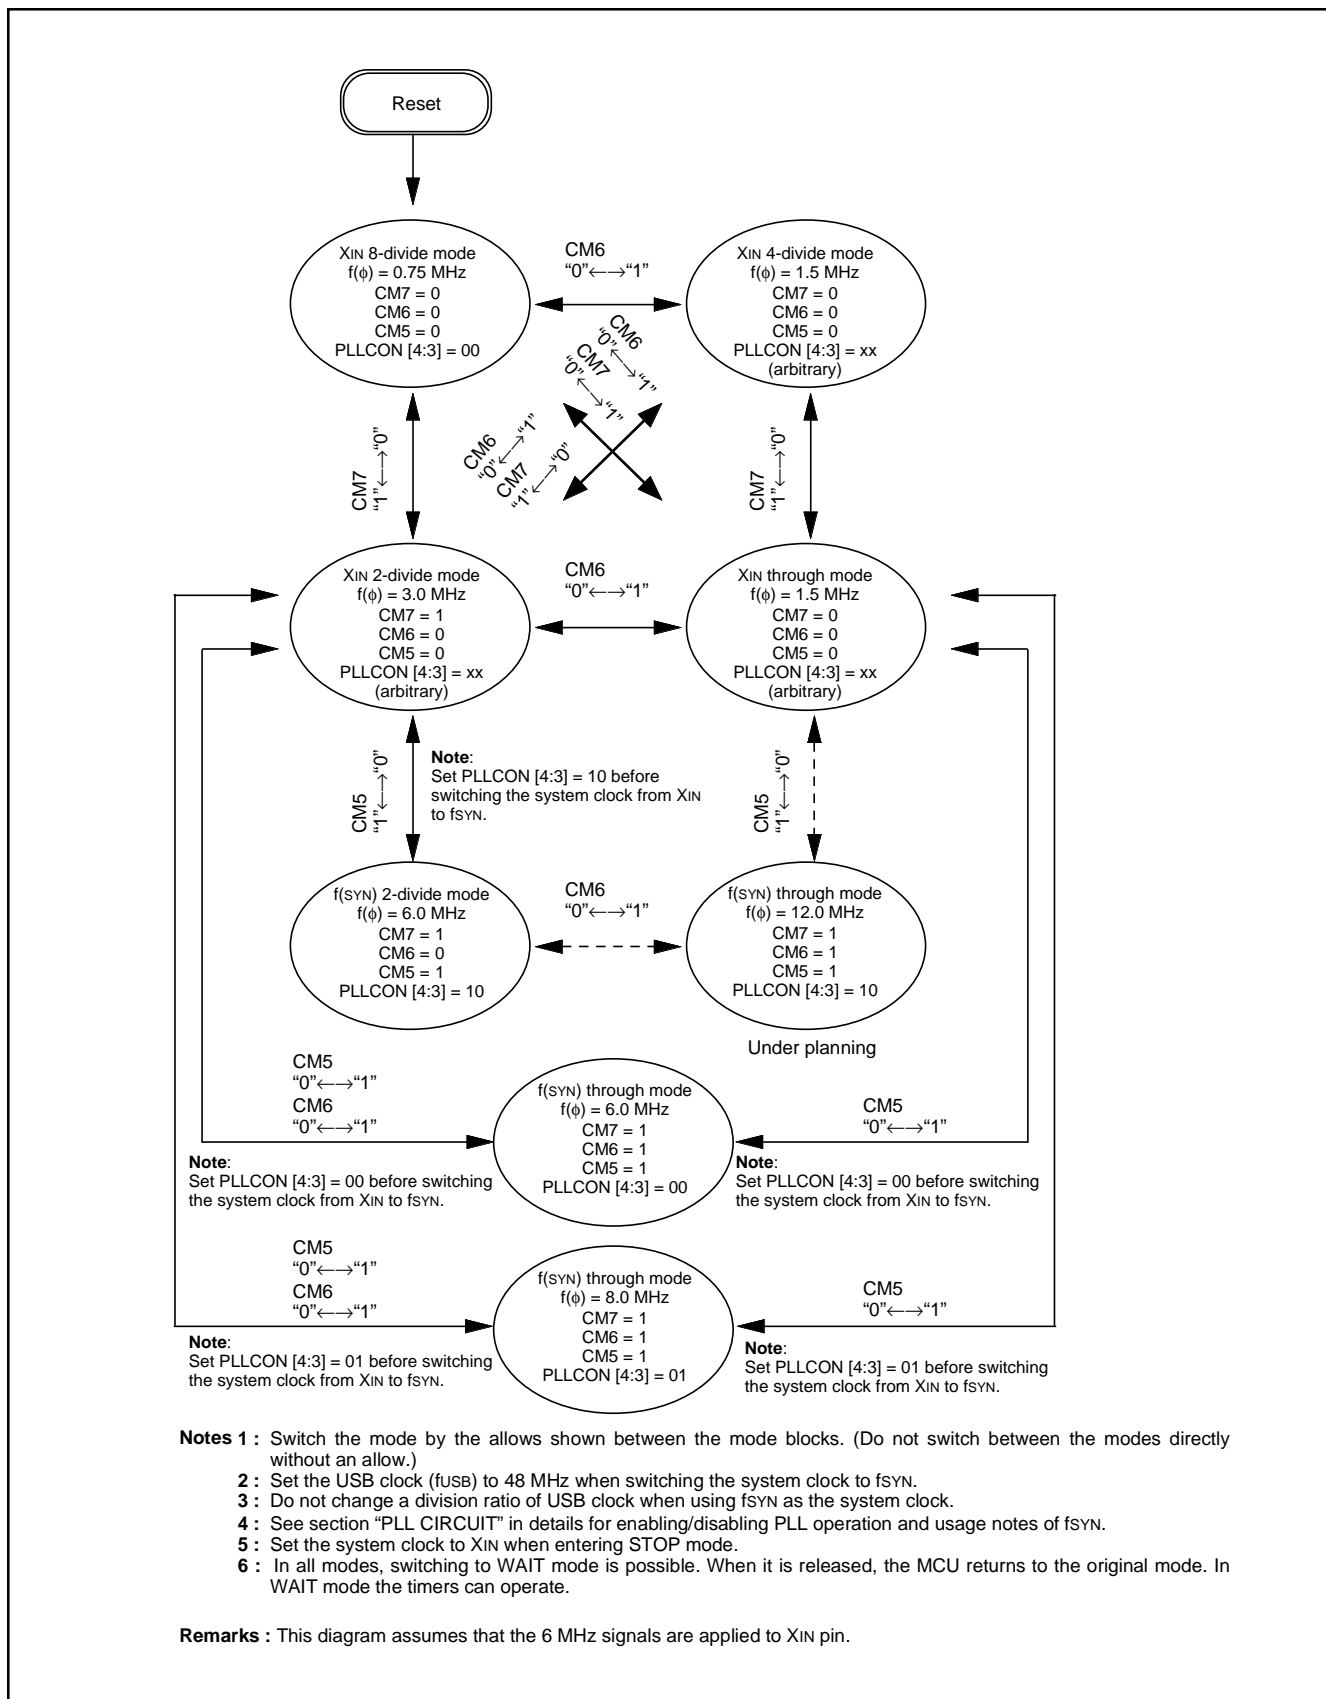 Reset
XIN 8-divide mode
f(ϕ) = 0.75 MHz
CM7 = 0
CM6 = 0
CM5 = 0
PLLCON [4:3] = 00
CM6
“0”←→“1”
XIN 4-divide mode
f(ϕ) = 1.5 MHz
CM7 = 0
CM6 = 0
CM5 = 0
PLLCON [4:3] = xx
(arbitrary)
CM6
“0”←→“1”
CM7
“0”←→“1”
CM6
“0”←→“1”
CM7
“1”←→“0”
CM7
“1”←→“0”
CM7
“1”←→“0”
XIN 2-divide mode
f(ϕ) = 3.0 MHz
CM7 = 1
CM6 = 0
CM5 = 0
PLLCON [4:3] = xx
(arbitrary)
CM6
“0”←→“1”
XIN through mode
f(ϕ) = 1.5 MHz
CM7 = 0
CM6 = 0
CM5 = 0
PLLCON [4:3] = xx
(arbitrary)
CM5
“1”←→“0”
Note:
Set PLLCON [4:3] = 10 before
switching the system clock from XIN
to fSYN.
CM5
“1”←→“0”
f(SYN) 2-divide mode
f(ϕ) = 6.0 MHz
CM7 = 1
CM6 = 0
CM5 = 1
PLLCON [4:3] = 10
CM6
“0”←→“1”
f(SYN) through mode
f(ϕ) = 12.0 MHz
CM7 = 1
CM6 = 1
CM5 = 1
PLLCON [4:3] = 10
Under planning
CM5
“0”←→“1”
CM6
“0”←→“1”
Note:
Set PLLCON [4:3] = 00 before switching
the system clock from XIN to fSYN.
f(SYN) through mode
f(ϕ) = 6.0 MHz
CM7 = 1
CM6 = 1
CM5 = 1
PLLCON [4:3] = 00
CM5
“0”←→“1”
Note:
Set PLLCON [4:3] = 00 before switching
the system clock from XIN to fSYN.
CM5
“0”←→“1”
CM6
“0”←→“1”
Note:
Set PLLCON [4:3] = 01 before switching
the system clock from XIN to fSYN.
f(SYN) through mode
f(ϕ) = 8.0 MHz
CM7 = 1
CM6 = 1
CM5 = 1
PLLCON [4:3] = 01
CM5
“0”←→“1”
Note:
Set PLLCON [4:3] = 01 before switching
the system clock from XIN to fSYN.
Notes 1 : Switch the mode by the allows shown between the mode blocks. (Do not switch between the modes directly
without an allow.)
2 : Set the USB clock (fUSB) to 48 MHz when switching the system clock to fSYN.
3 : Do not change a division ratio of USB clock when using fSYN as the system clock.
4 : See section “PLL CIRCUIT” in details for enabling/disabling PLL operation and usage notes of fSYN.
5 : Set the system clock to XIN when entering STOP mode.
6 : In all modes, switching to WAIT mode is possible. When it is released, the MCU returns to the original mode. In
WAIT mode the timers can operate.
Remarks : This diagram assumes that the 6 MHz signals are applied to XIN pin.